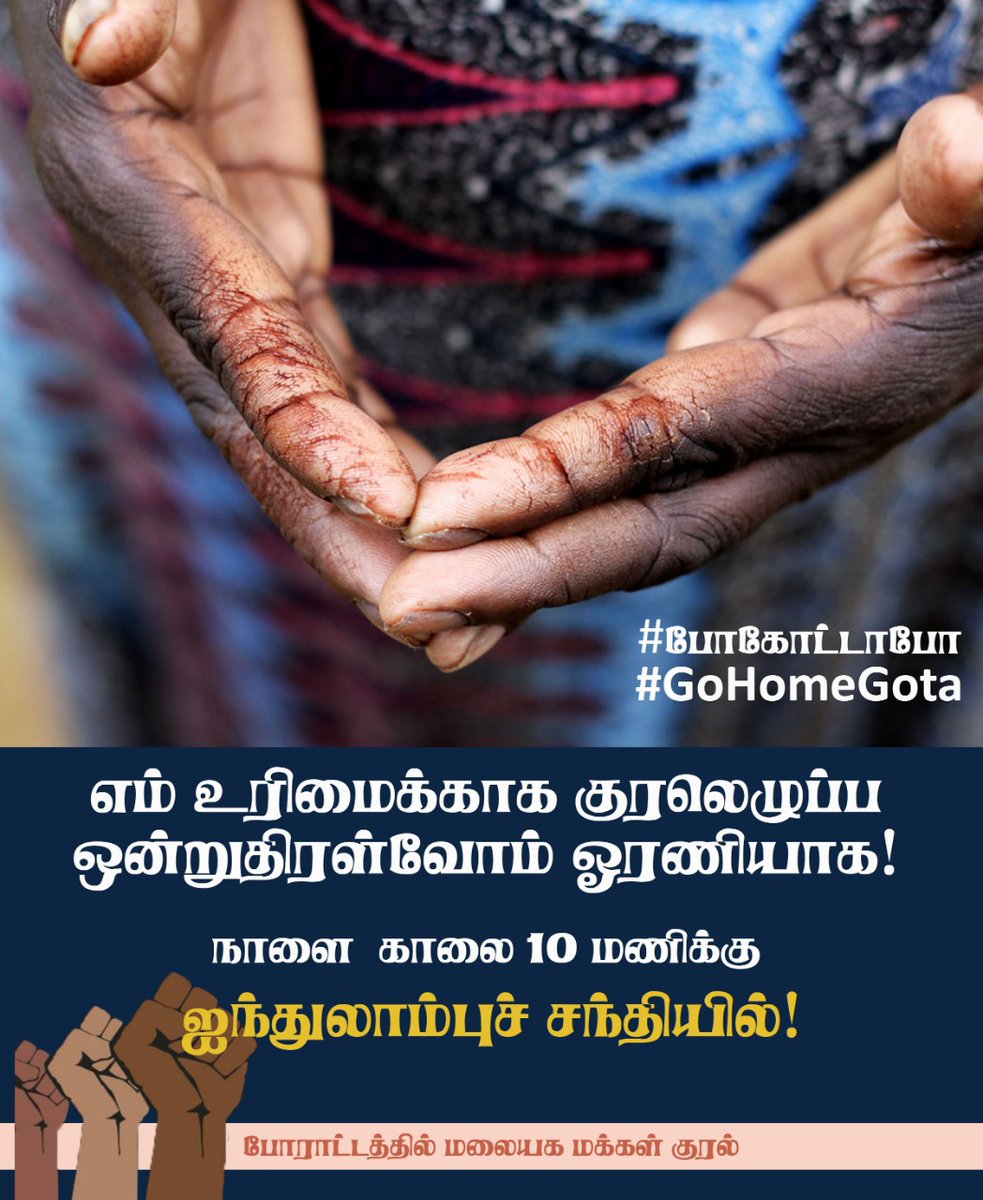 #போகோட்டாபோ
#GoHomeGota
எம் உரிமைக்காக குரலெழுப்ப
ஒன்றுதிரள்வோம் ஓரணியாக!
நாளை காலை 10 மணிக்கு
ஐந்துலாம்புச் சந்தியில்!
போராட்டத்தில் மலையக மக்கள் குரல்